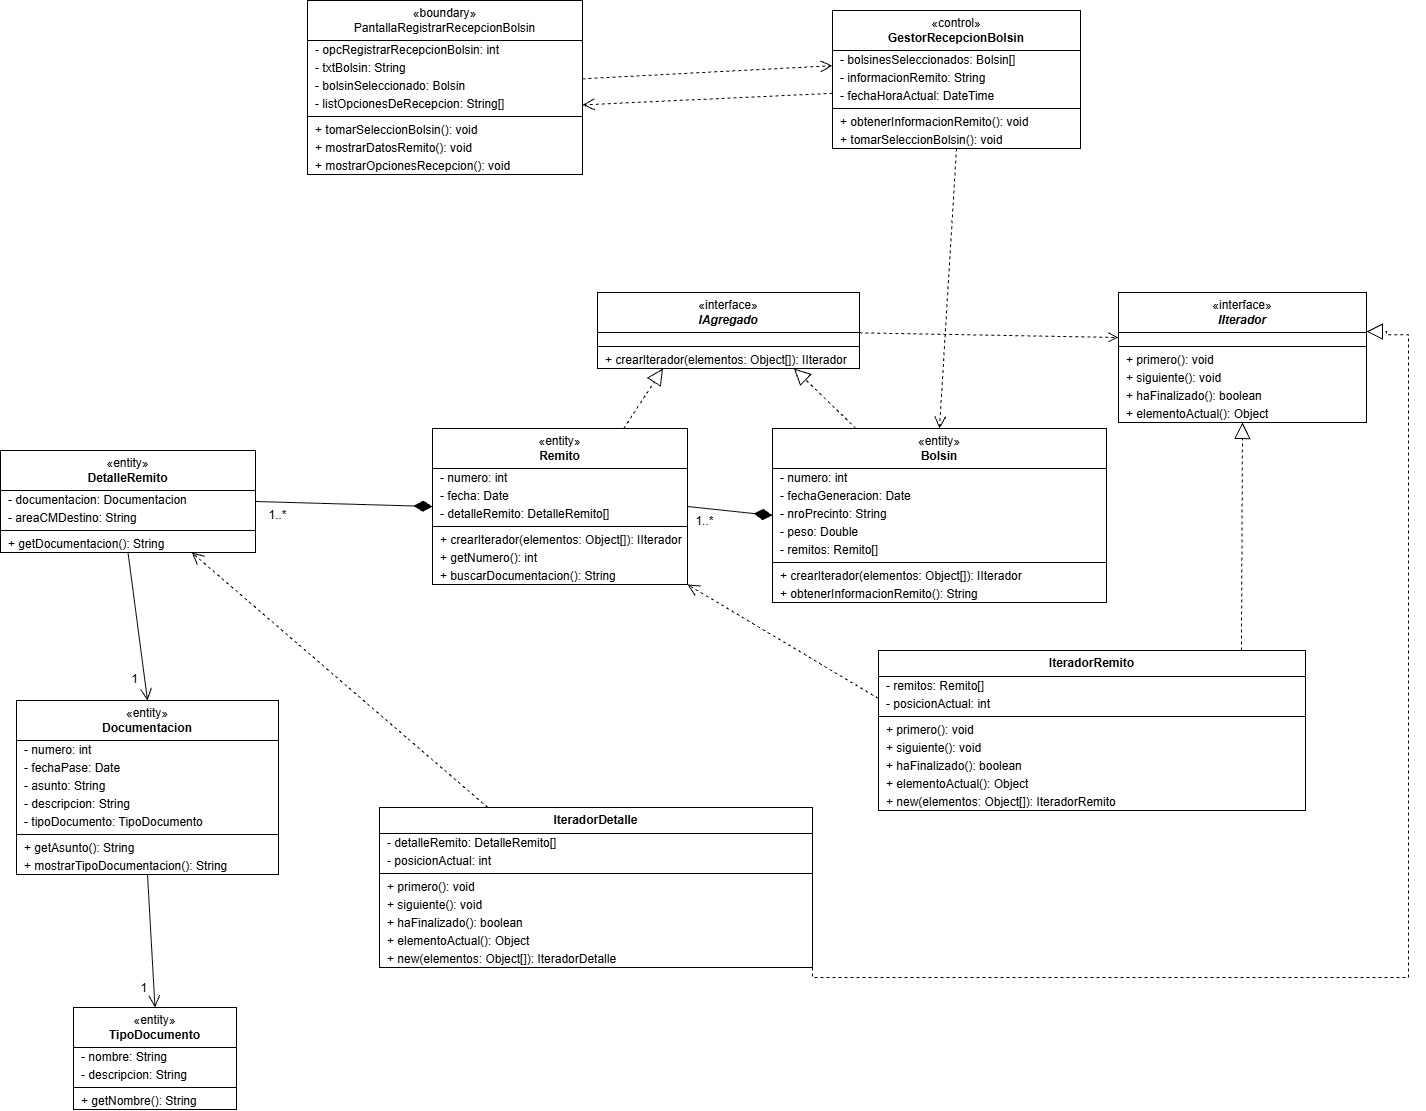 «boundary»
PantallaRegistrarRecepcionBolsin
- opcRegistrarRecepcionBolsin: int
- txtBolsin: String
- bolsinSeleccionado: Bolsin
- listOpcionesDeRecepcion: String[]
+ tomarSeleccionBolsin(): void
+ mostrarDatosRemito(): void
+ mostrarOpcionesRecepcion(): void
«control»
GestorRecepcionBolsin
- bolsinesSeleccionados: Bolsin[]
- informacionRemito: String
- fechaHoraActual: DateTime
+ obtenerInformacionRemito(): void
+ tomarSeleccionBolsin(): void
«interface»
IAgregado
+ crearIterador(elementos: Object[]): IIterador
«interface»
IIterador
+ primero(): void
+ siguiente(): void
+ haFinalizado(): boolean
+ elementoActual(): Object
«entity»
DetalleRemito
- documentacion: Documentacion
- areaCMDestino: String
+ getDocumentacion(): String
1..*
«entity»
Remito
- numero: int
- fecha: Date
- detalleRemito: DetalleRemito[]
+ crearIterador(elementos: Object[]): IIterador
+ getNumero(): int
+ buscarDocumentacion(): String
1..*
«entity»
Bolsin
- numero: int
- fechaGeneracion: Date
- nroPrecinto: String
- peso: Double
- remitos: Remito[]
+ crearIterador(elementos: Object[]): IIterador
+ obtenerInformacionRemito(): String
IteradorRemito
- remitos: Remito[]
- posicionActual: int
+ primero(): void
+ siguiente(): void
+ haFinalizado(): boolean
+ elementoActual(): Object
+ new(elementos: Object[]): IteradorRemito
1
«entity»
Documentacion
- numero: int
- fechaPase: Date
- asunto: String
- descripcion: String
- tipoDocumento: TipoDocumento
+ getAsunto(): String
+ mostrarTipoDocumentacion(): String
IteradorDetalle
- detalleRemito: DetalleRemito[]
- posicionActual: int
+ primero(): void
+ siguiente(): void
+ haFinalizado(): boolean
+ elementoActual(): Object
+ new(elementos: Object[]): IteradorDetalle
1
«entity»
TipoDocumento
- nombre: String
- descripcion: String
+ getNombre(): String